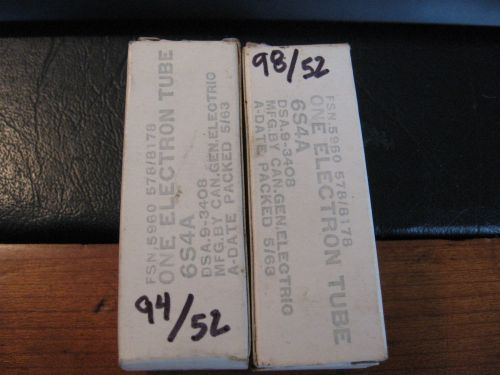 FSN.5960 578/8178
ONE ELECTRON TUBE
6S4A
DSA.9-3408
MFG.BY CAN.GEN.ELECTRIC
A-DATE PACKED 5/63
94/52
98/52
FSN.5960 578/8178
ONE ELECTRON TUBE
6S4A
DSA.9-3408
MFG.BY CAN.GEN.ELECTRIC
A-DATE PACKED 5/63